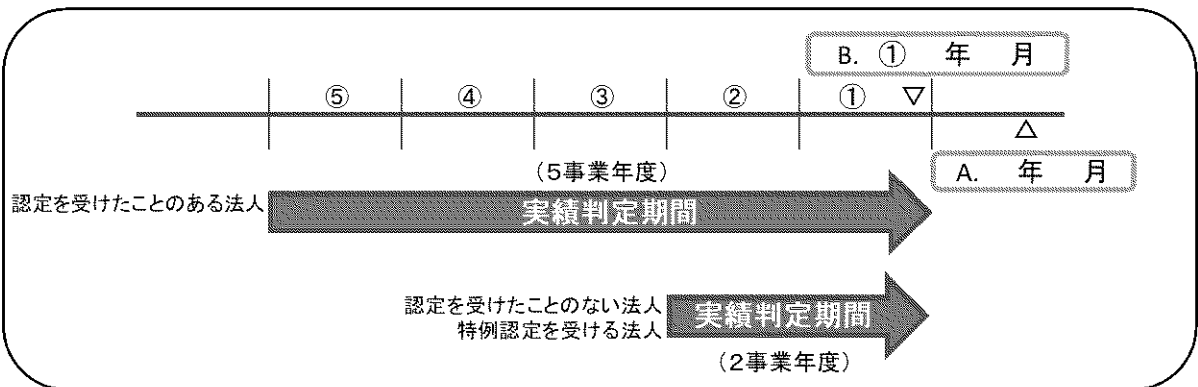 B. ① 年 月
⑤ ④ ③ ② ① ▽
△
(5事業年度)
A. 年 月
認定を受けたことのある法人
実績判定期間
認定を受けたことのない法人
特例認定を受ける法人
実績判定期間
(2事業年度)